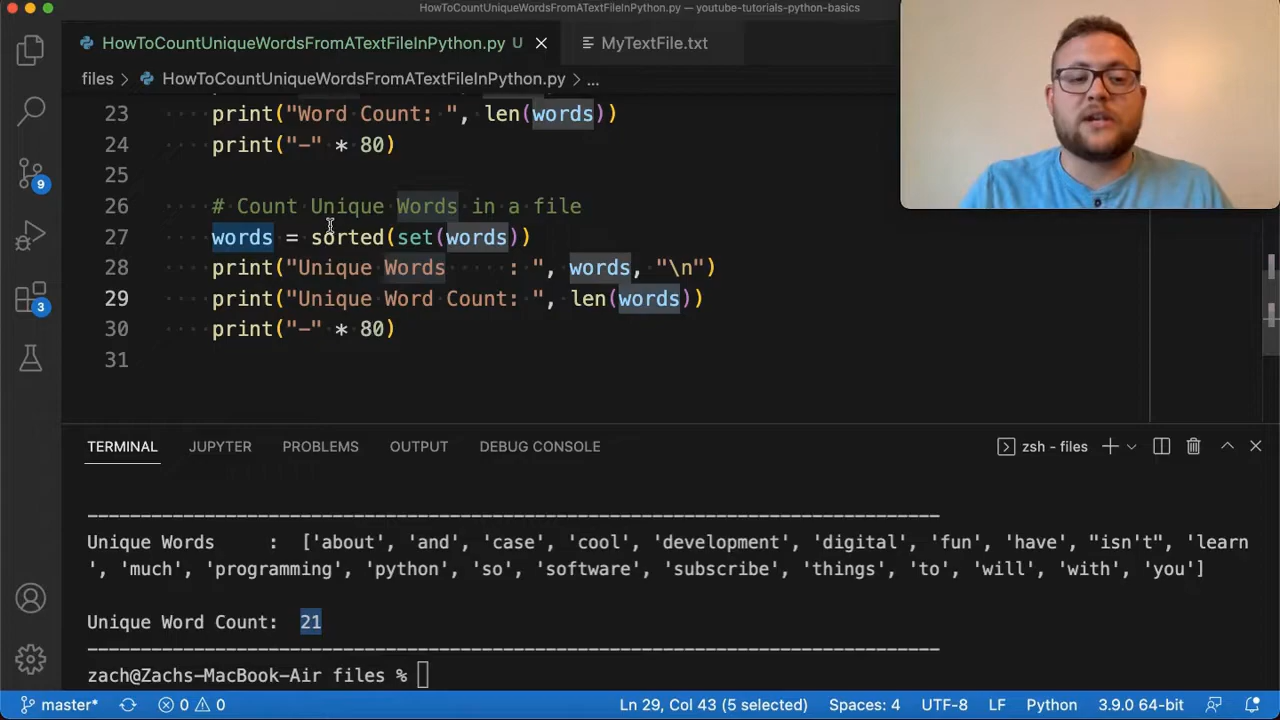 HowToCountUniqueWordsFromATextFileInPython.py — youtube-tutorials-python-basics
HowToCountUniqueWordsFromATextFileInPython.py U
MyTextFile.txt
files > HowToCountUniqueWordsFromATextFileInPython.py > ...
23 print("Word Count: ", len(words))
24 print("-" * 80)
25
26 # Count Unique Words in a file
27 words = sorted(set(words))
28 print("Unique Words     : ", words, "\n")
29 print("Unique Word Count: ", len(words))
30 print("-" * 80)
31
9
3
TERMINAL JUPYTER PROBLEMS OUTPUT DEBUG CONSOLE zsh - files
--------------------------------------------------------------------------------
Unique Words     :  ['about', 'and', 'case', 'cool', 'development', 'digital', 'fun', 'have', "isn't", 'learn
', 'much', 'programming', 'python', 'so', 'software', 'subscribe', 'things', 'to', 'will', 'with', 'you']
Unique Word Count:  21
--------------------------------------------------------------------------------
zach@Zachs-MacBook-Air files %
master* 0 0 Ln 29, Col 43 (5 selected) Spaces: 4 UTF-8 LF Python 3.9.0 64-bit